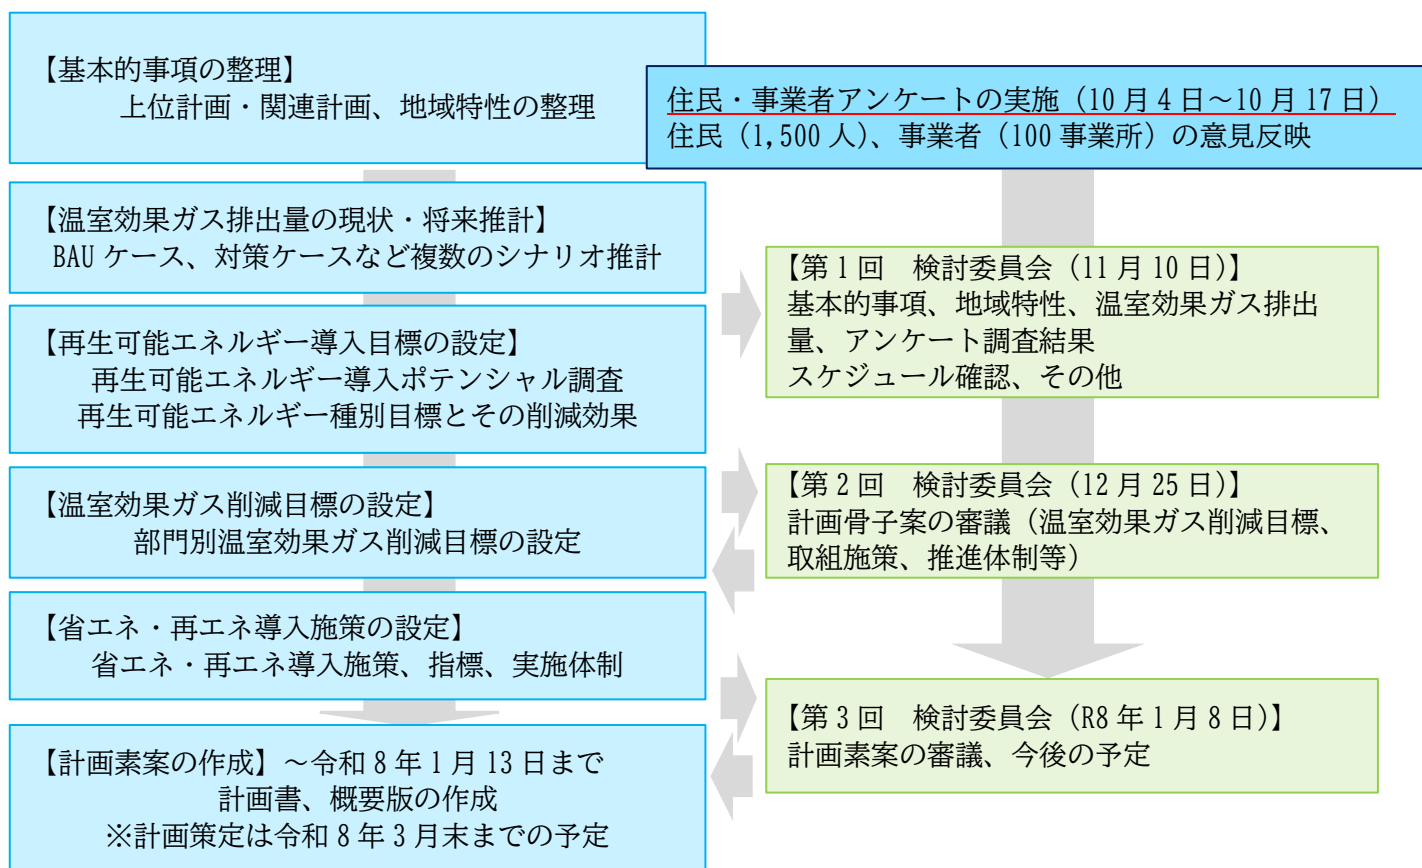 【基本的事項の整理】
上位計画・関連計画、地域特性の整理
住民・事業者アンケートの実施（10月4日～10月17日）
住民（1,500人）、事業者（100事業所）の意見反映
【温室効果ガス排出量の現状・将来推計】
BAUケース、対策ケースなど複数のシナリオ推計
【再生可能エネルギー導入目標の設定】
再生可能エネルギー導入ポテンシャル調査
再生可能エネルギー種別目標とその削減効果
【第1回　検討委員会（11月10日）】
基本的事項、地域特性、温室効果ガス排出
量、アンケート調査結果
スケジュール確認、その他
【温室効果ガス削減目標の設定】
部門別温室効果ガス削減目標の設定
【第2回　検討委員会（12月25日）】
計画骨子案の審議（温室効果ガス削減目標、
取組施策、推進体制等）
【省エネ・再エネ導入施策の設定】
省エネ・再エネ導入施策、指標、実施体制
【第3回　検討委員会（R8年1月8日）】
計画素案の審議、今後の予定
【計画素案の作成】～令和8年1月13日まで
計画書、概要版の作成
※計画策定は令和8年3月末までの予定